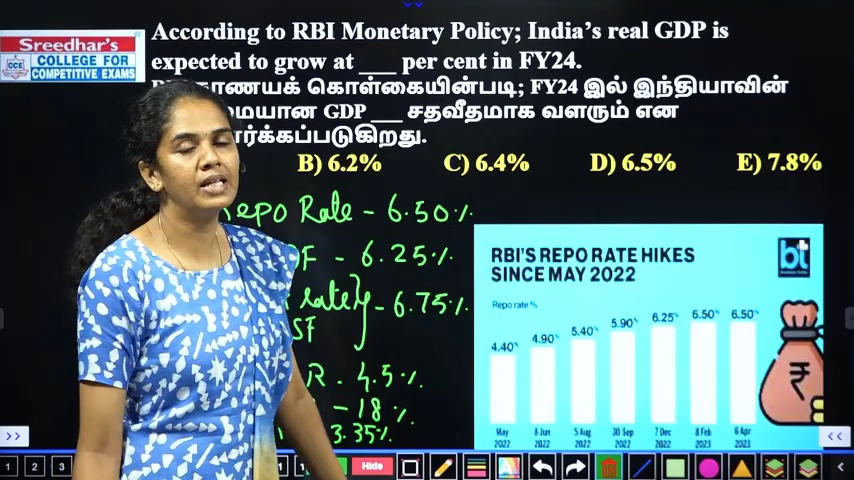 According to RBI Monetary Policy; India's real GDP is
expected to grow at ___ per cent in FY24.
கொள்கையின்படி; FY24 இல் இந்தியாவின்
GDP ___ சதவீதமாக வளரும் என
Sreedhar's
CCE
COLLEGE FOR
COMPETITIVE EXAMS
B) 6.2% C) 6.4% D) 6.5% E) 7.8%
Repo Rate - 6.50%
F - 6.25%
rate } - 6.75%
SF
R - 4.5%
- 18%
3.35%
RBI'S REPO RATE HIKES
SINCE MAY 2022
bt
Repo rate %
4.40% 4.90% 5.40% 5.90% 6.25% 6.50% 6.50%
May 8 Jun 5 Aug 30 Sep 7 Dec 8 Feb 6 Apr
2022 2022 2022 2022 2022 2023 2023
₹
>> <<
1 2 3 1 1 Hide